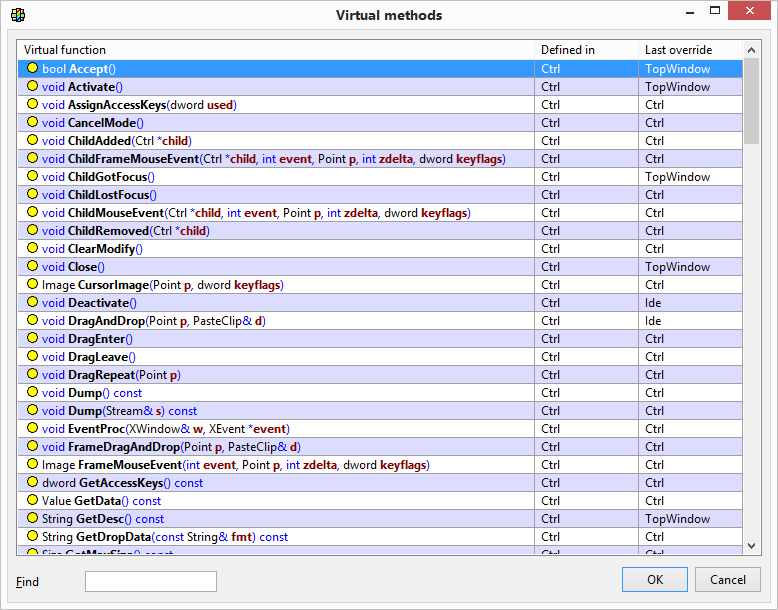 Virtual methods
Virtual function Defined in Last override
bool Accept() Ctrl TopWindow
void Activate() Ctrl TopWindow
void AssignAccessKeys(dword used) Ctrl Ctrl
void CancelMode() Ctrl Ctrl
void ChildAdded(Ctrl *child) Ctrl Ctrl
void ChildFrameMouseEvent(Ctrl *child, int event, Point p, int zdelta, dword keyflags) Ctrl Ctrl
void ChildGotFocus() Ctrl TopWindow
void ChildLostFocus() Ctrl Ctrl
void ChildMouseEvent(Ctrl *child, int event, Point p, int zdelta, dword keyflags) Ctrl Ctrl
void ChildRemoved(Ctrl *child) Ctrl Ctrl
void ClearModify() Ctrl Ctrl
void Close() Ctrl TopWindow
Image CursorImage(Point p, dword keyflags) Ctrl Ctrl
void Deactivate() Ctrl Ide
void DragAndDrop(Point p, PasteClip& d) Ctrl Ide
void DragEnter() Ctrl Ctrl
void DragLeave() Ctrl Ctrl
void DragRepeat(Point p) Ctrl Ctrl
void Dump() const Ctrl Ctrl
void Dump(Stream& s) const Ctrl Ctrl
void EventProc(XWindow& w, XEvent *event) Ctrl Ctrl
void FrameDragAndDrop(Point p, PasteClip& d) Ctrl Ctrl
Image FrameMouseEvent(int event, Point p, int zdelta, dword keyflags) Ctrl Ctrl
dword GetAccessKeys() const Ctrl Ctrl
Value GetData() const Ctrl Ctrl
String GetDesc() const Ctrl TopWindow
String GetDropData(const String& fmt) const Ctrl Ctrl
Size GetMaxSize() const Ctrl Ctrl
Find OK Cancel